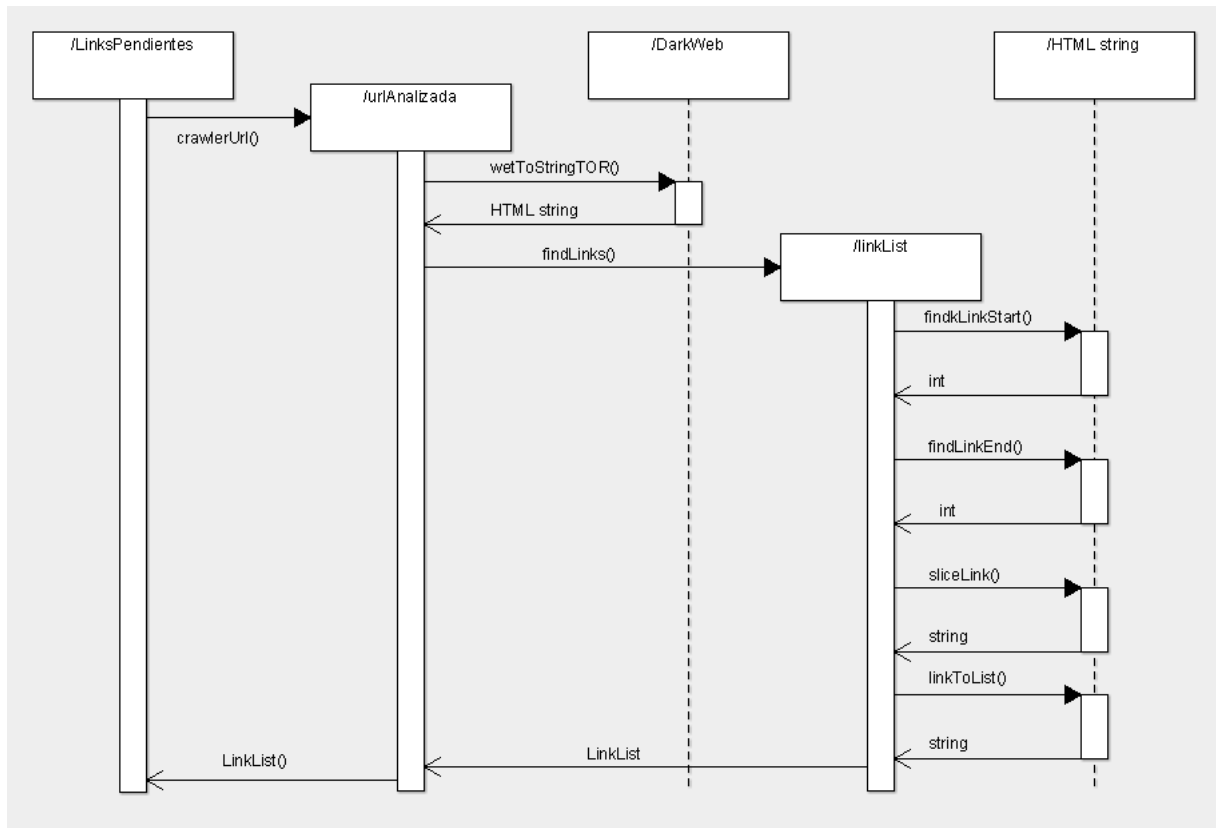 /LinksPendientes
/DarkWeb
/HTML string
/urlAnalizada
crawlerUrl()
wetToStringTOR()
HTML string
/linkList
findLinks()
findkLinkStart()
int
findLinkEnd()
int
sliceLink()
string
linkToList()
string
LinkList
LinkList()